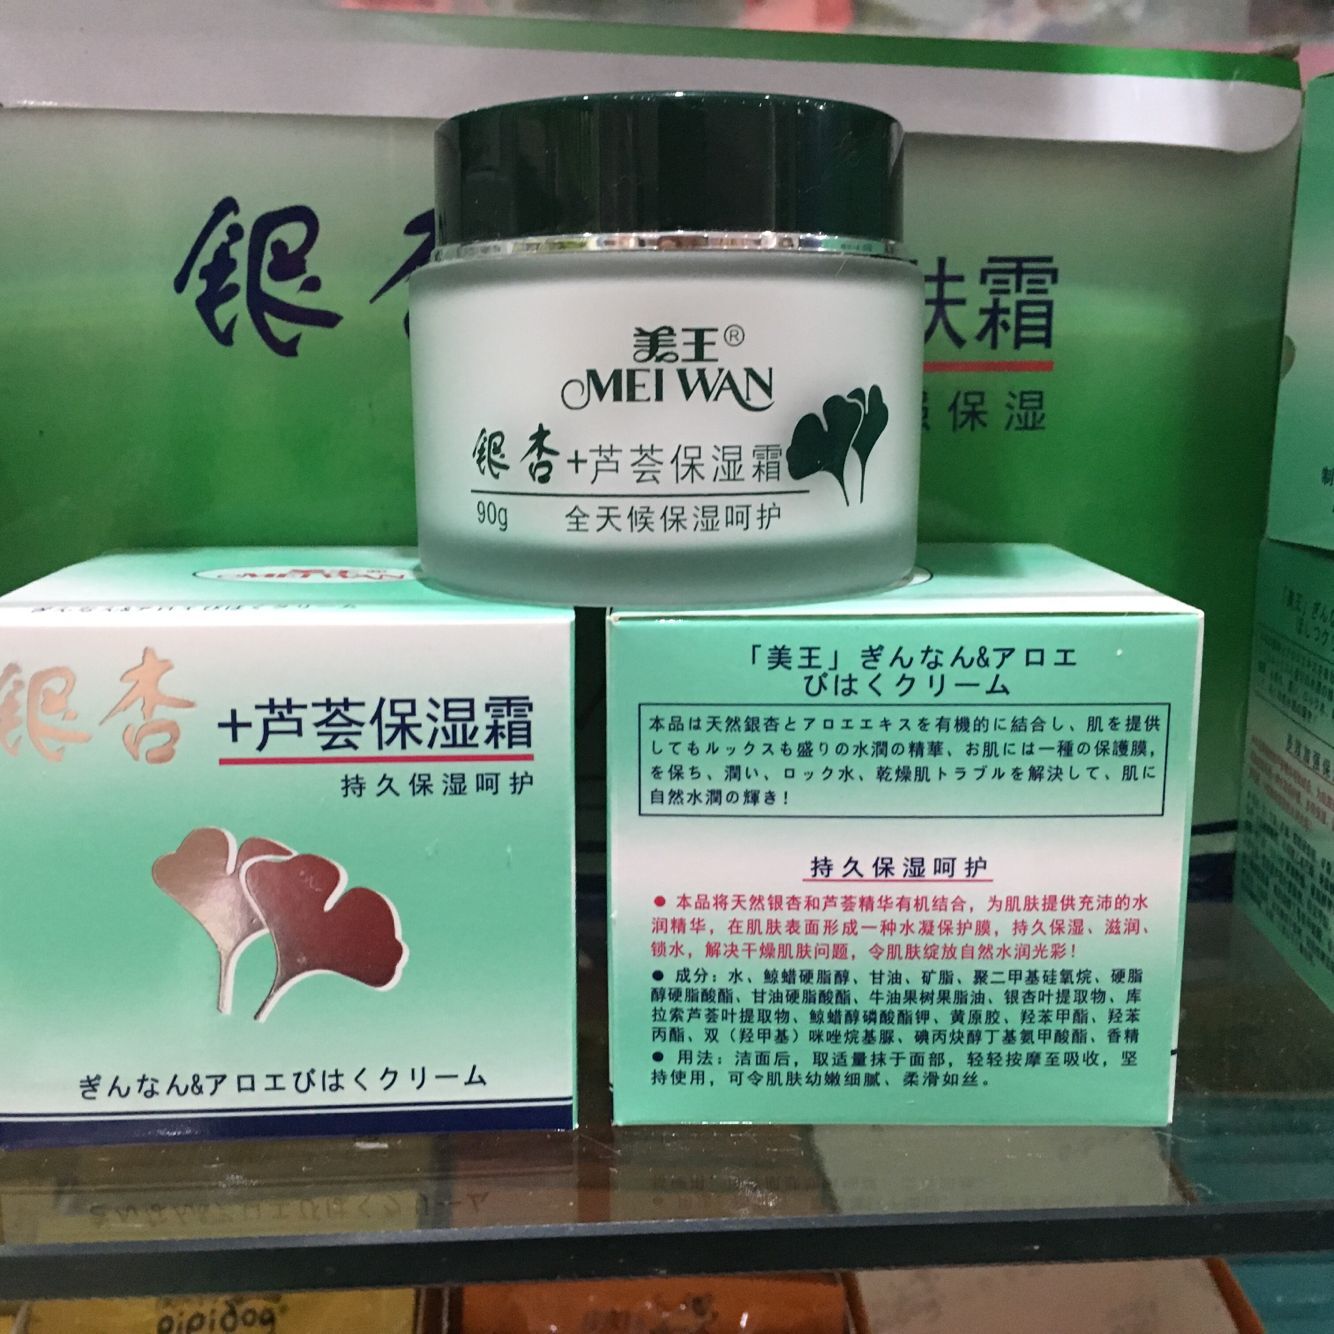 银
肤霜
保湿
美王®
MEI WAN
银杏+芦荟保湿霜
90g 全天候保湿呵护
MEI WAN
银杏+芦荟保湿霜
持久保湿呵护
ぎんなん&アロエびはくクリーム
「美王」ぎんなん&アロエ
びはくクリーム
本品は天然銀杏とアロエエキスを有機的に結合し、肌を提供
してもルックスも盛りの水潤の精華、お肌には一種の保護膜，
を保ち、潤い、ロック水、乾燥肌トラブルを解決して、肌に
自然水潤の輝き!
持久保湿呵护
● 本品将天然银杏和芦荟精华有机结合，为肌肤提供充沛的水
润精华，在肌肤表面形成一种水凝保护膜，持久保湿、滋润、
锁水，解决干燥肌肤问题，令肌肤绽放自然水润光彩!
● 成分：水、鲸蜡硬脂醇、甘油、矿脂、聚二甲基硅氧烷、硬脂
醇硬脂酸酯、甘油硬脂酸酯、牛油果树果脂油、银杏叶提取物、库
拉索芦荟叶提取物、鲸蜡醇磷酸酯钾、黄原胶、羟苯甲酯、羟苯
丙酯、双（羟甲基）咪唑烷基脲、碘丙炔醇丁基氨甲酸酯、香精
● 用法：洁面后，取适量抹于面部，轻轻按摩至吸收，坚
持使用，可令肌肤幼嫩细腻、柔滑如丝。
pipidog